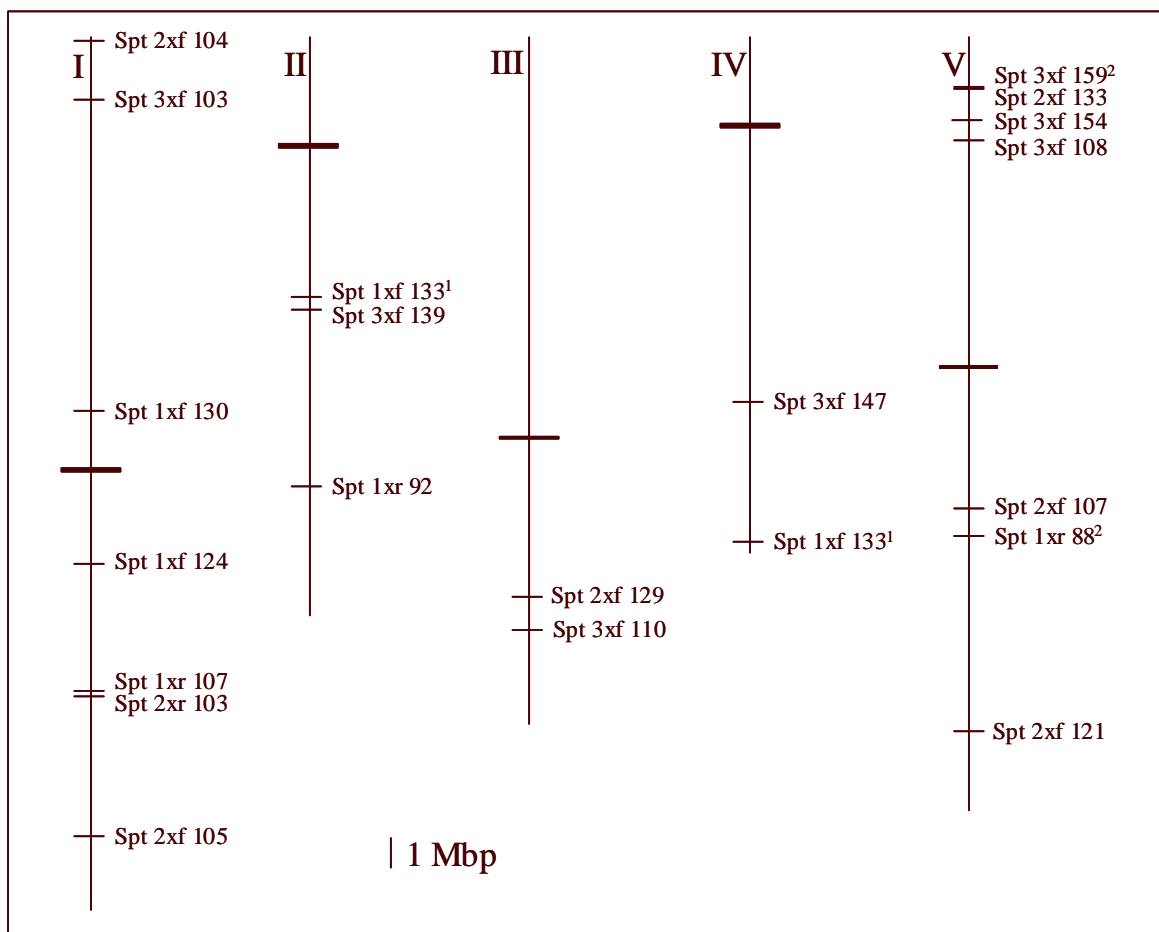 I
Spt 2xf 104
Spt 3xf 103
Spt 1xf 130
Spt 1xf 124
Spt 1xr 107
Spt 2xr 103
Spt 2xf 105
II
Spt 1xf 133¹
Spt 3xf 139
Spt 1xr 92
III
Spt 2xf 129
Spt 3xf 110
IV
Spt 3xf 147
Spt 1xf 133¹
V
Spt 3xf 159²
Spt 2xf 133
Spt 3xf 154
Spt 3xf 108
Spt 2xf 107
Spt 1xr 88²
Spt 2xf 121
1 Mbp